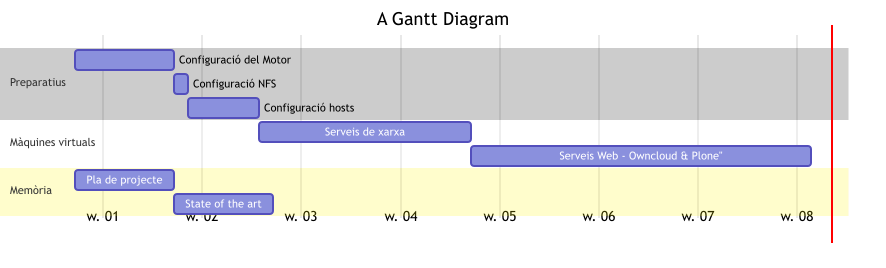 A Gantt Diagram
Configuració del Motor
Configuració NFS
Preparatius
Configuració hosts
Serveis de xarxa
Màquines virtuals
Serveis Web - Owncloud & Plone"
Pla de projecte
Memòria
State of the art
w. 01 w. 02 w. 03 w. 04 w. 05 w. 06 w. 07 w. 08